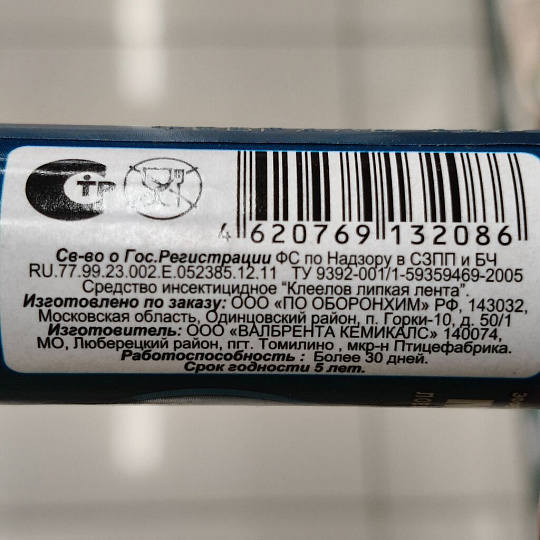 СТР
4 620769 132086
Св-во о Гос.Регистрации ФС по Надзору в СЗПП и БЧ
RU.77.99.23.002.Е.052385.12.11 ТУ 9392-001/1-59359469-2005
Средство инсектицидное "Клеелов липкая лента".
Изготовлено по заказу: ООО «ПО ОБОРОНХИМ» РФ, 143032,
Московская область, Одинцовский район, п. Горки-10, д. 50/1
Изготовитель: ООО «ВАЛБРЕНТА КЕМИКАЛС» 140074,
МО, Люберецкий район, пгт. Томилино , мкр-н Птицефабрика.
Работоспособность : Более 30 дней.
Срок годности 5 лет.